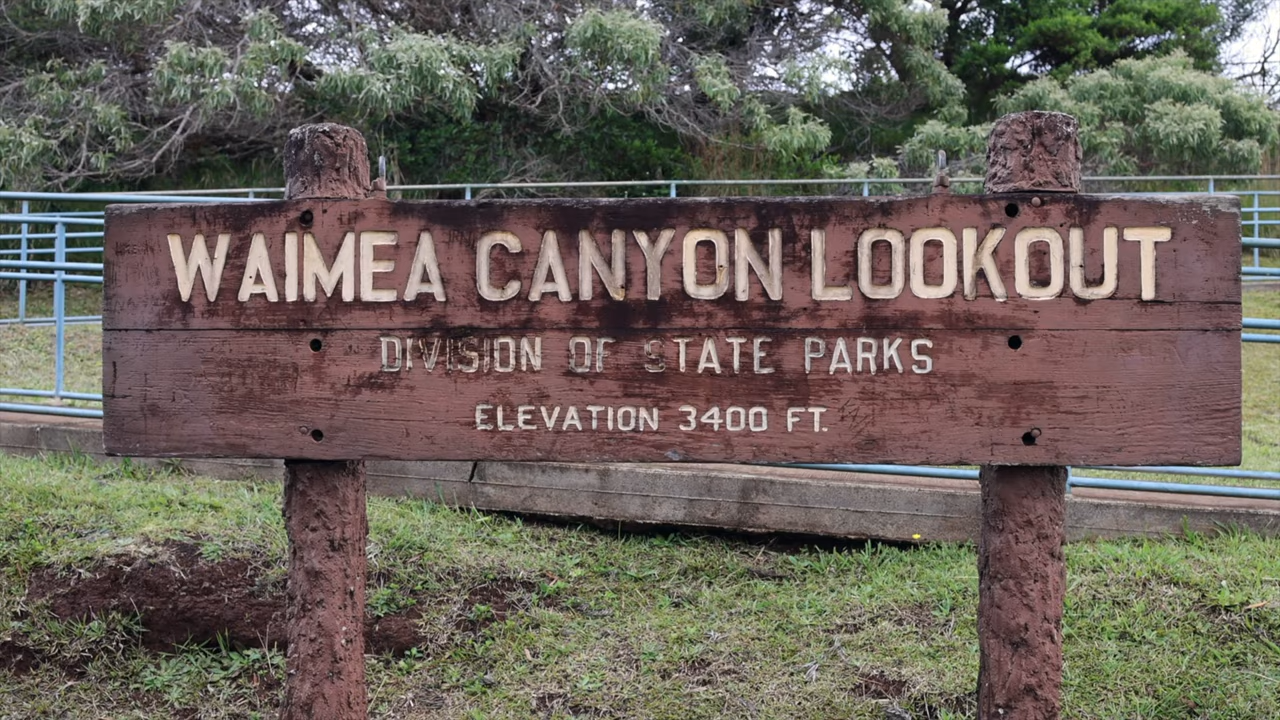 WAIMEA CANYON LOOKOUT
DIVISION OF STATE PARKS
ELEVATION 3400 FT.